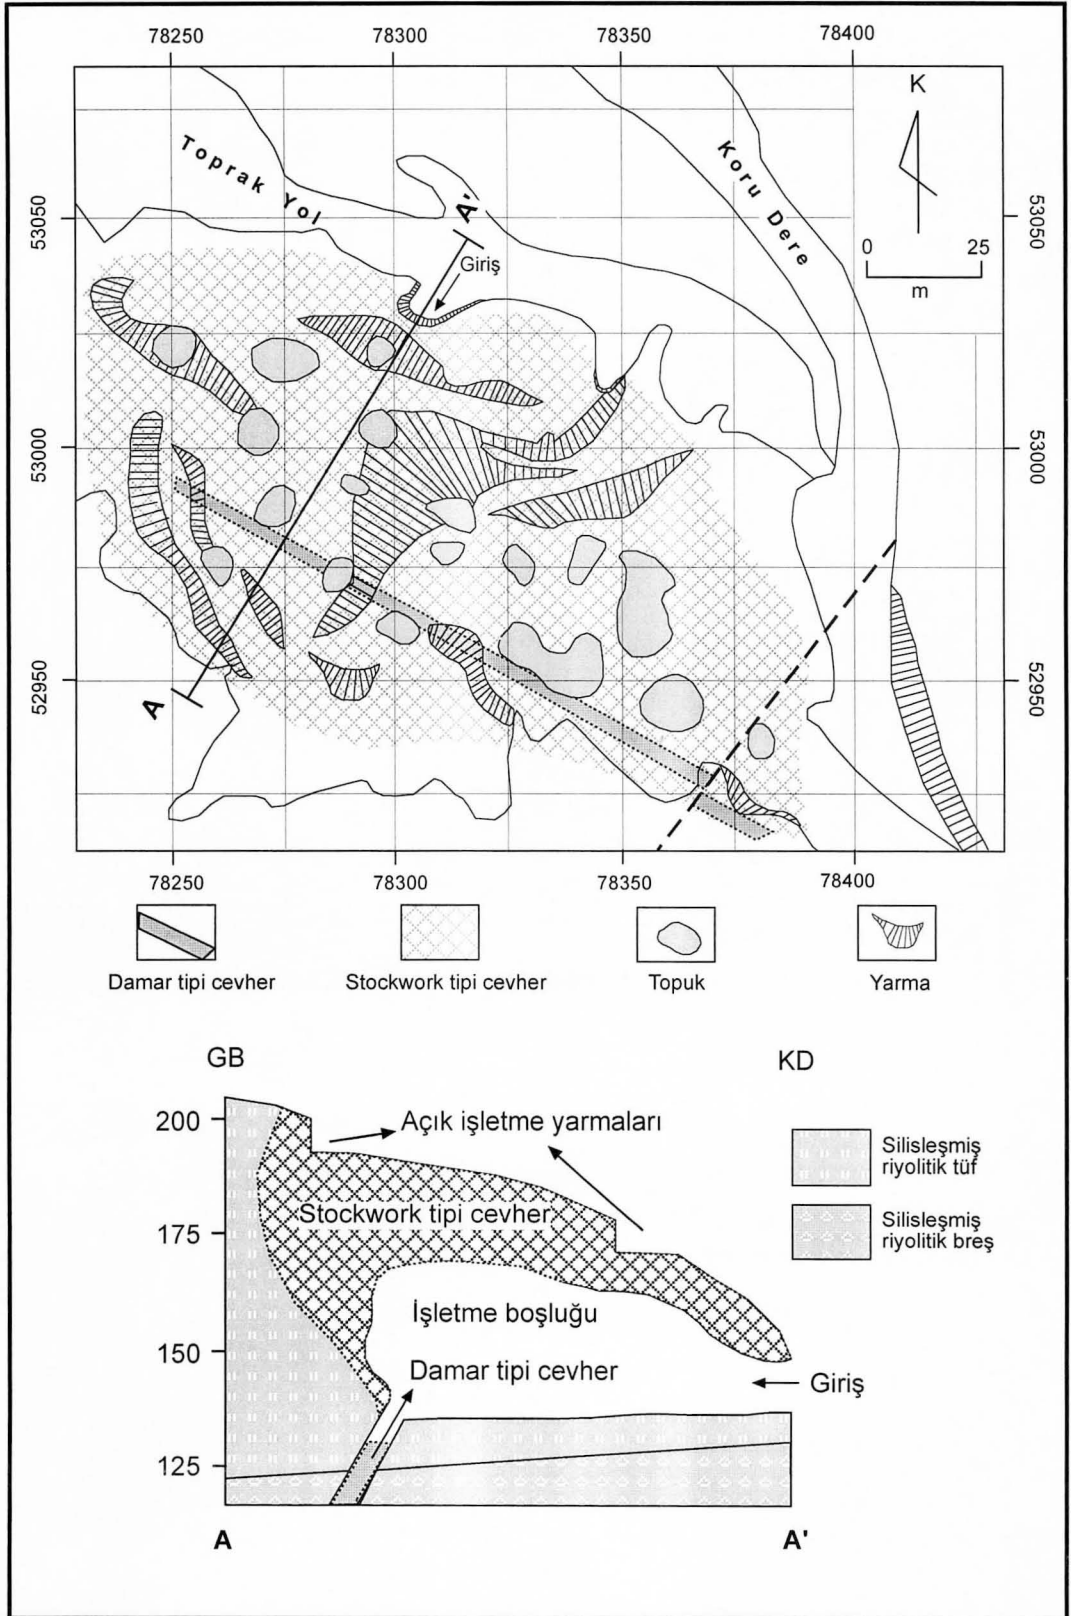 78250 78300 78350 78400
53050
53000
52950
53050
53000
52950
Toprak Yol
Koru Dere
K
0 25
m
A'
Giriş
A
78250 78300 78350 78400
Damar tipi cevher
Stockwork tipi cevher
Topuk
Yarma
GB
KD
200
175
150
125
Açık işletme yarmaları
Stockwork tipi cevher
İşletme boşluğu
Damar tipi cevher
Giriş
Silisleşmiş
riyolitik tüf
Silisleşmiş
riyolitik breş
A
A'